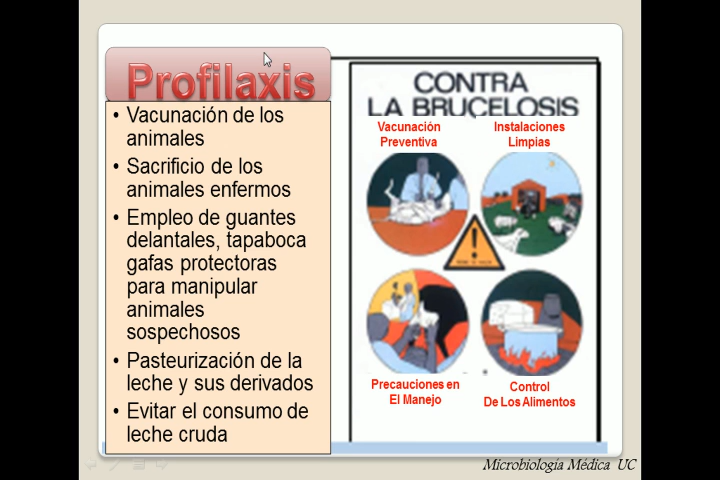 Profilaxis
• Vacunación de los
animales
• Sacrificio de los
animales enfermos
• Empleo de guantes
delantales, tapaboca
gafas protectoras
para manipular
animales
sospechosos
• Pasteurización de la
leche y sus derivados
• Evitar el consumo de
leche cruda
CONTRA
LA BRUCELOSIS
Vacunación
Preventiva
Instalaciones
Limpias
Precauciones en
El Manejo
Control
De Los Alimentos
Microbiología Médica UC